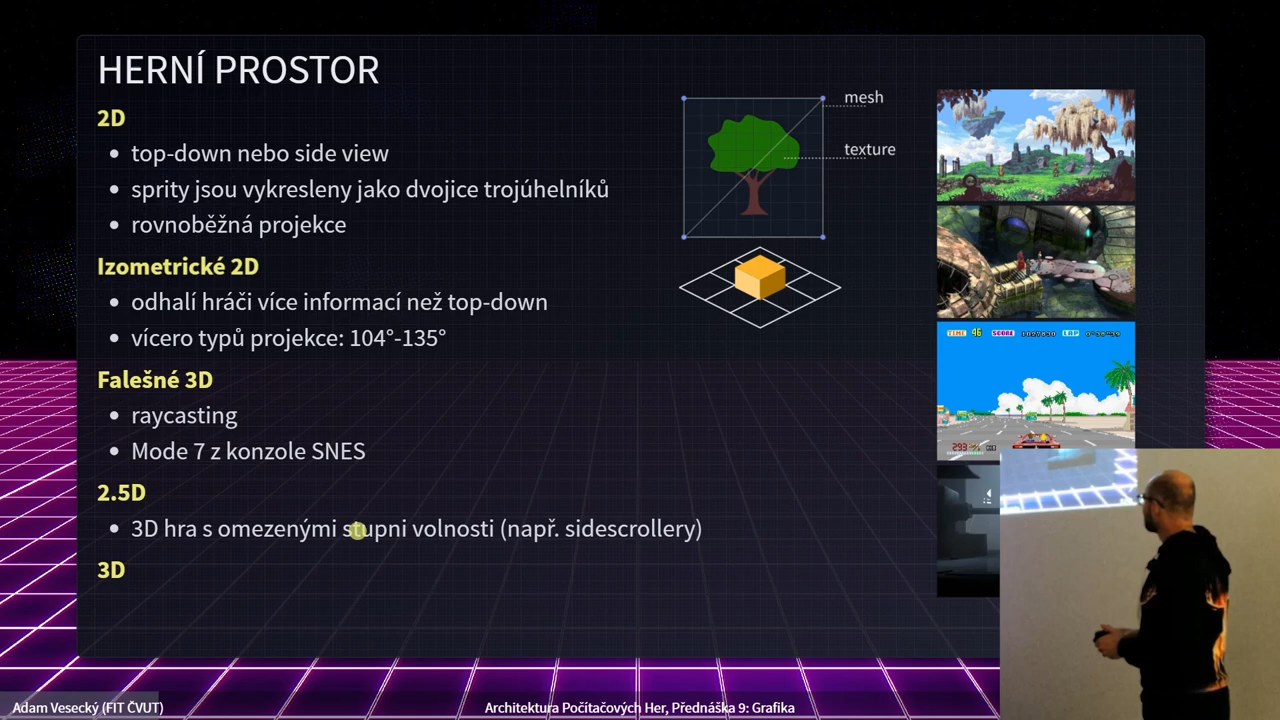 HERNÍ PROSTOR
2D
• top-down nebo side view
• sprity jsou vykresleny jako dvojice trojúhelníků
• rovnoběžná projekce
Izometrické 2D
• odhalí hráči více informací než top-down
• vícero typů projekce: 104°-135°
Falešné 3D
• raycasting
• Mode 7 z konzole SNES
2.5D
• 3D hra s omezenými stupni volnosti (např. sidescrollery)
3D
mesh
texture
TIME 46 SCORE LAP
293
Adam Vesecký (FIT ČVUT)
Architektura Počítačových Her, Přednáška 9: Grafika